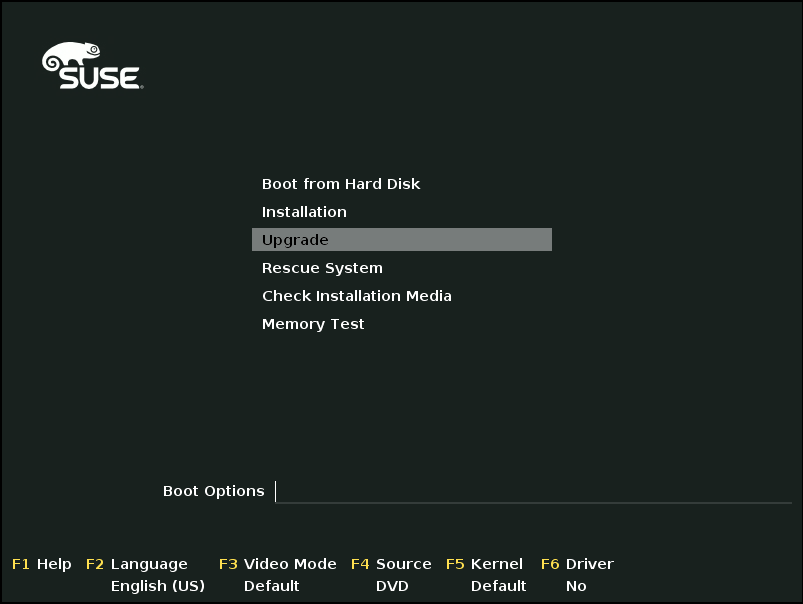 SUSE
Boot from Hard Disk
Installation
Upgrade
Rescue System
Check Installation Media
Memory Test
Boot Options
F1 Help F2 Language F3 Video Mode F4 Source F5 Kernel F6 Driver
English (US) Default DVD Default No